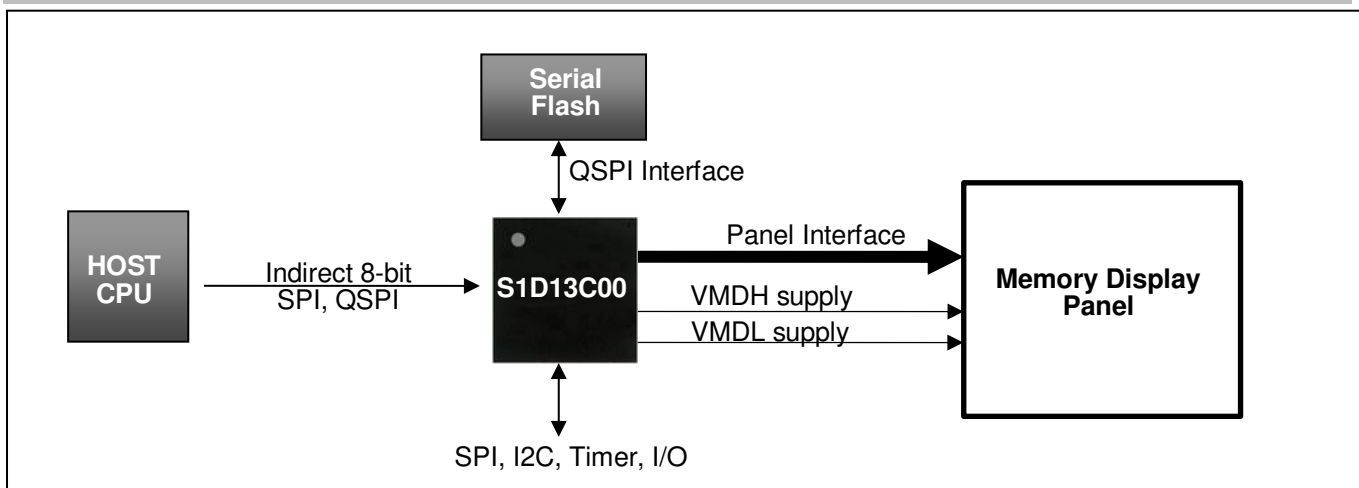 Serial
Flash
QSPI Interface
HOST
CPU
Indirect 8-bit
SPI, QSPI
S1D13C00
Panel Interface
VMDH supply
VMDL supply
Memory Display
Panel
SPI, I2C, Timer, I/O